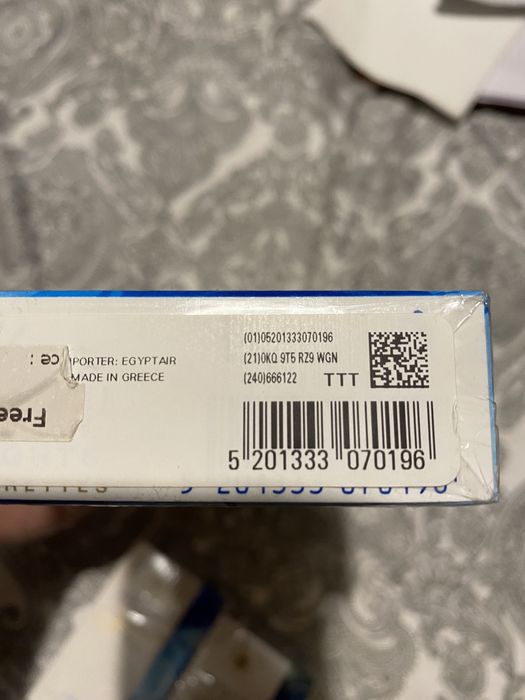 (01)05201333070196
(21)0KQ 9T5 RZ9 WGN
(240)666122 TTT
PORTER: EGYPTAIR
MADE IN GREECE
Free
ce :
5 201333 070196